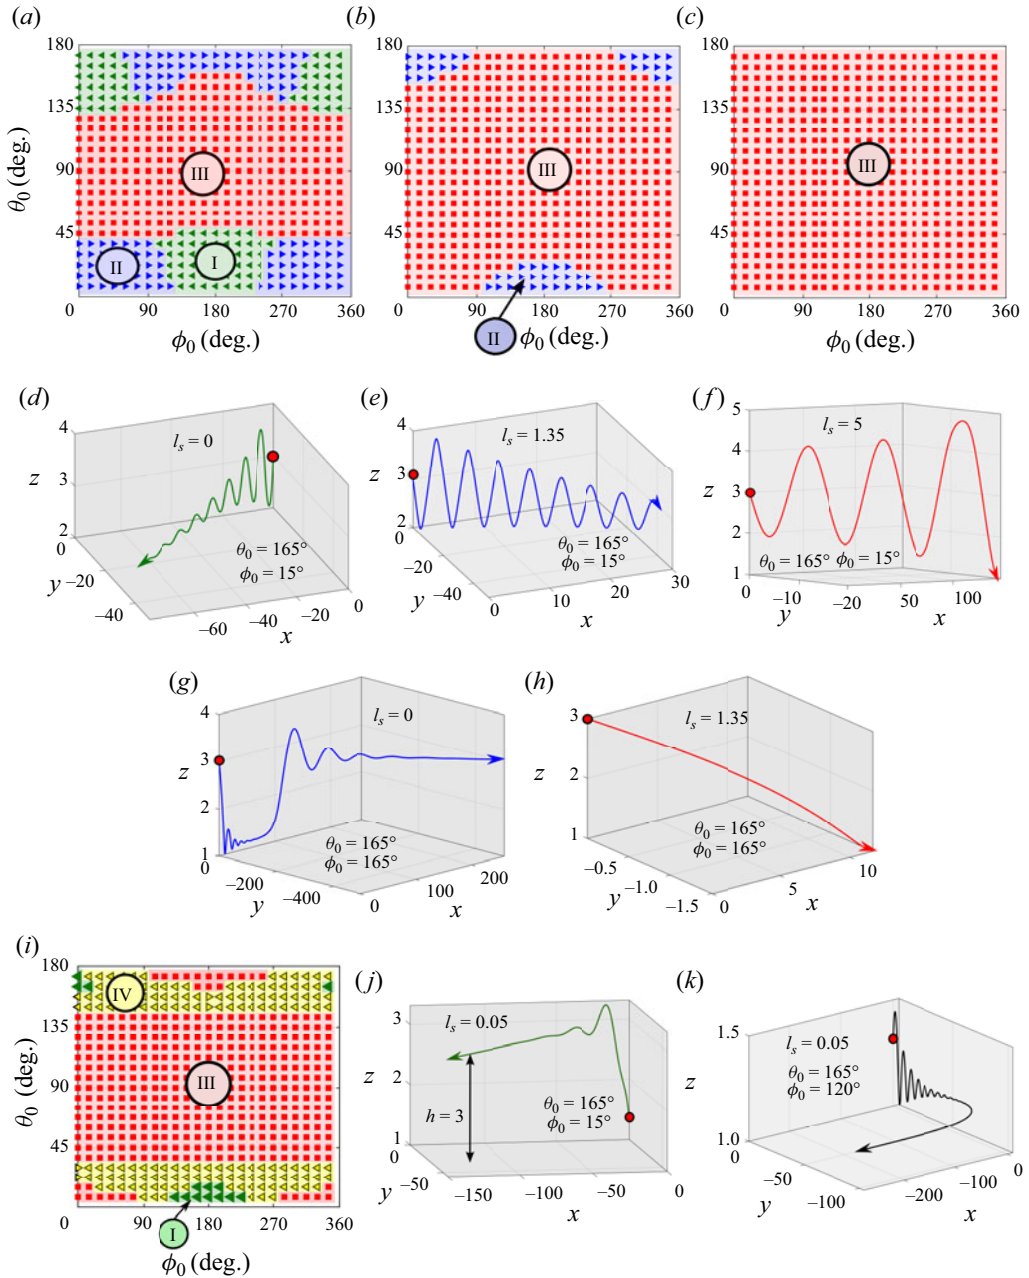 (a)
180
135
90
45
0
90
180
270
360
θ₀ (deg.)
ϕ₀ (deg.)
III
II
I
(b)
180
135
90
45
0
0
90
180
270
360
III
II
ϕ₀ (deg.)
(c)
180
135
90
45
0
0
90
180
270
360
III
ϕ₀ (deg.)
(d)
4
3
2
z
0
y –20
–40
–60
–40
–20
0
x
lₛ = 0
θ₀ = 165°
ϕ₀ = 15°
(e)
4
3
2
z
–20
y –40
0
10
20
30
x
lₛ = 1.35
θ₀ = 165°
ϕ₀ = 15°
(f)
5
4
z 3
2
1
0
–10
–20
y
50
100
x
lₛ = 5
θ₀ = 165° ϕ₀ = 15°
(g)
4
3
z
2
1
0
–200
–400
y
0
100
200
x
lₛ = 0
θ₀ = 165°
ϕ₀ = 165°
(h)
3
z 2
1
–0.5
y –1.0
–1.5
0
5
10
x
lₛ = 1.35
θ₀ = 165°
ϕ₀ = 165°
(i)
180
135
90
45
0
0
90
180
270
360
θ₀ (deg.)
ϕ₀ (deg.)
IV
III
I
(j)
3
z
2
1
y –50
–150
–100
–50
0
x
lₛ = 0.05
h = 3
θ₀ = 165°
ϕ₀ = 15°
(k)
1.5
z
1.0
0
–50
y
–100
–200
–100
0
x
lₛ = 0.05
θ₀ = 165°
ϕ₀ = 120°